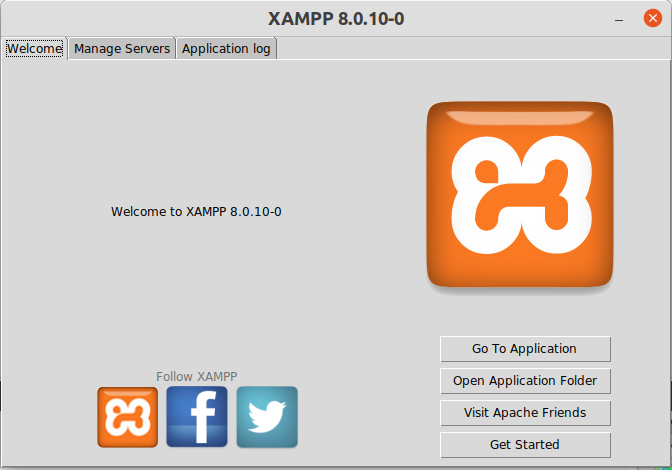 XAMPP 8.0.10-0
Welcome
Manage Servers
Application log
Welcome to XAMPP 8.0.10-0
Follow XAMPP
Go To Application
Open Application Folder
Visit Apache Friends
Get Started